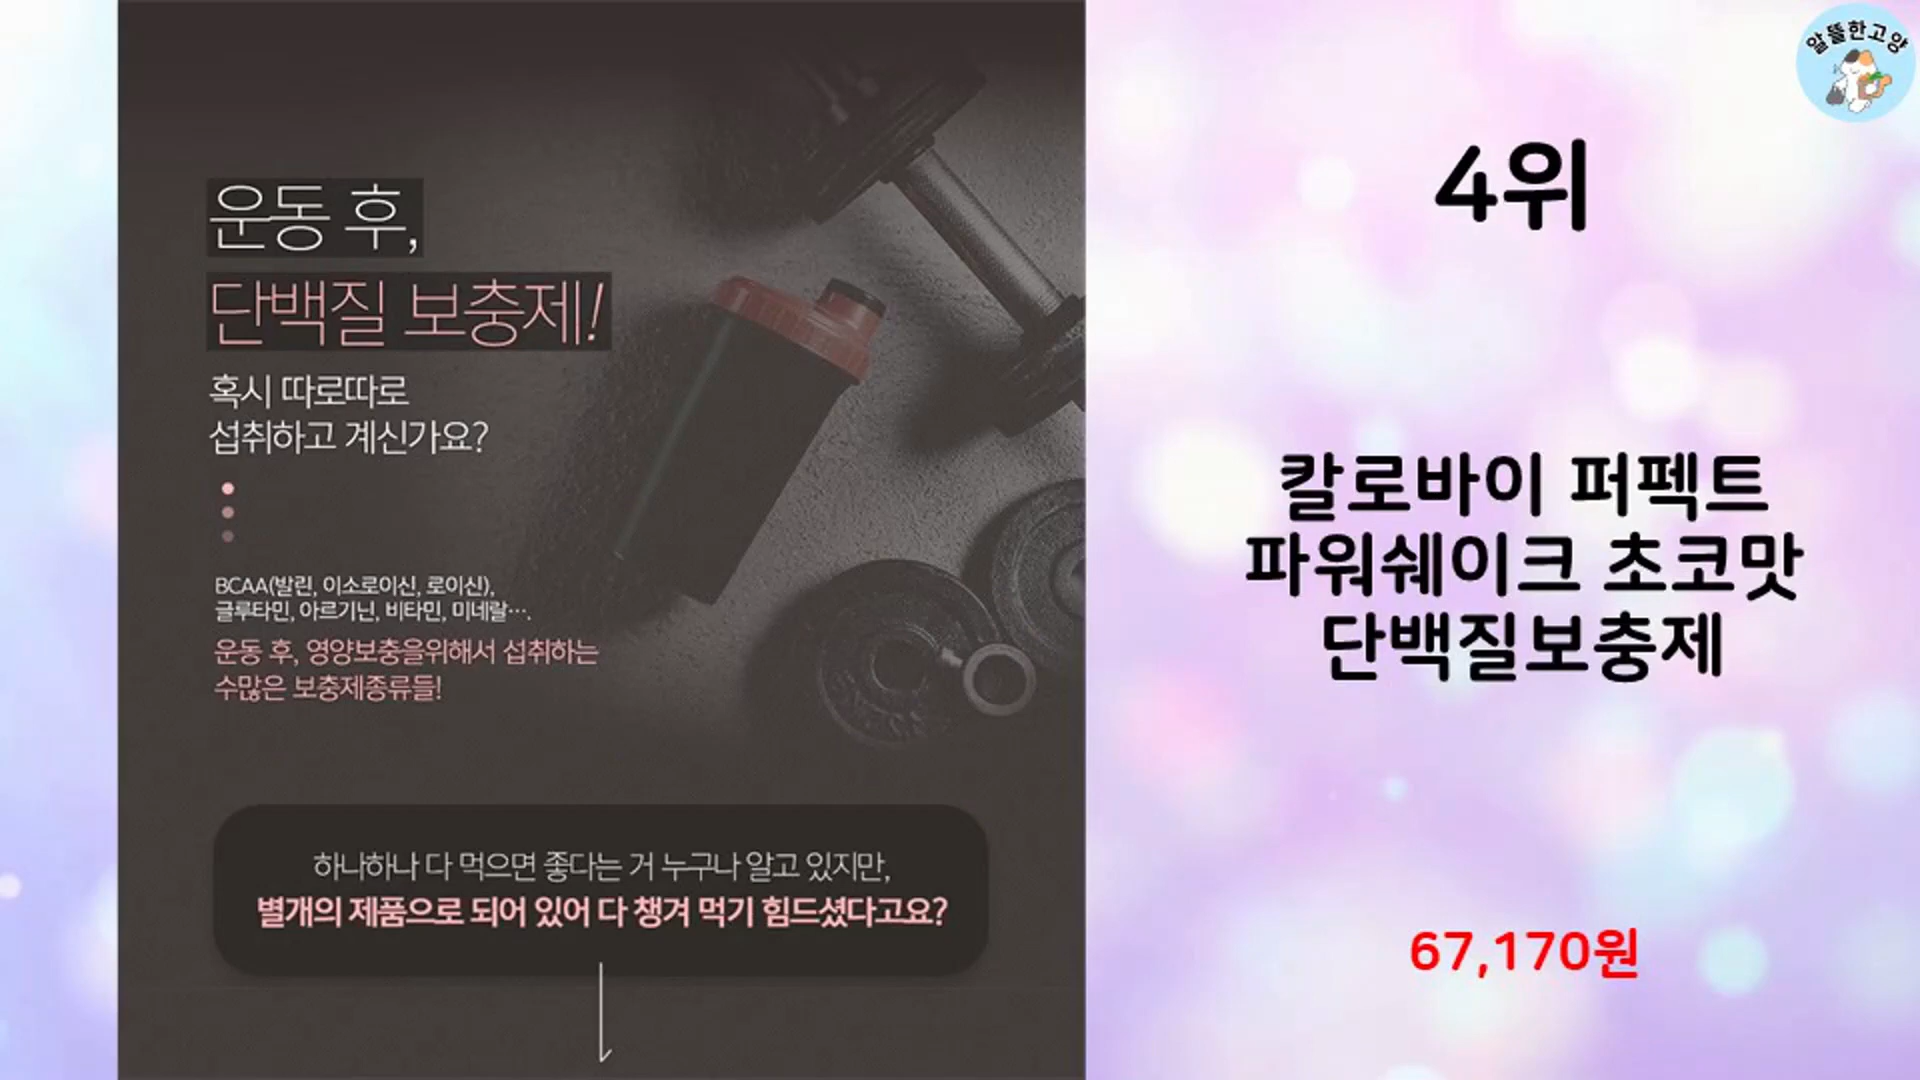 운동 후,
단백질 보충제!
혹시 따로따로
섭취하고 계신가요?
BCAA(발린, 이소로이신, 로이신),
글루타민, 아르기닌, 비타민, 미네랄….
운동 후, 영양보충을위해서 섭취하는
수많은 보충제종류들!
하나하나 다 먹으면 좋다는 거 누구나 알고 있지만,
별개의 제품으로 되어 있어 다 챙겨 먹기 힘드셨다고요?
알뜰한고양
4위
칼로바이 퍼펙트
파워쉐이크 초코맛
단백질보충제
67,170원